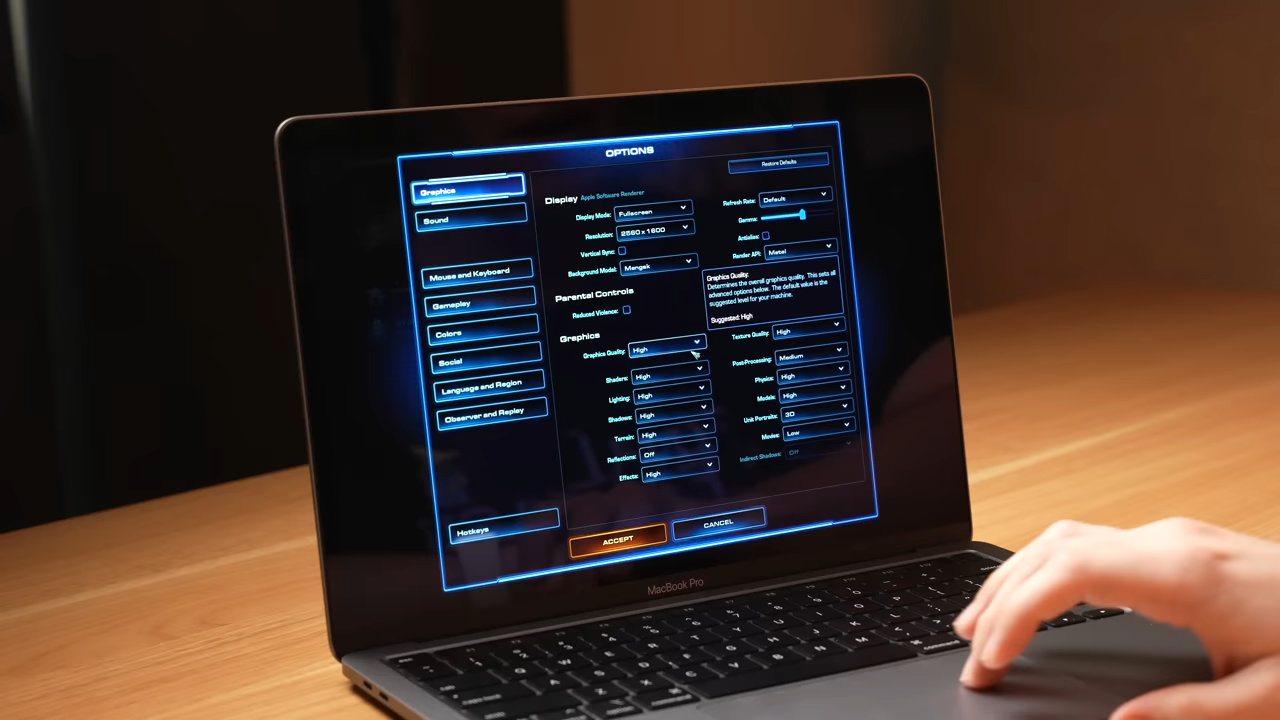 OPTIONS
Restore Defaults
Graphics
Sound
Mouse and Keyboard
Gameplay
Colors
Social
Language and Region
Observer and Replay
Hotkeys
Display Apple Software Renderer
Display Mode: Fullscreen
Resolution: 2560 x 1600
Vertical Sync:
Background Model: Mengsk
Parental Controls
Reduced Violence:
Graphics
Graphics Quality: High
Shaders: High
Lighting: High
Shadows: High
Terrain: High
Reflections: Off
Effects: High
Refresh Rate: Default
Gamma:
Antialias:
Render API: Metal
Graphics Quality:
Determines the overall graphics quality. This sets all
advanced options below. The default value is the
suggested level for your machine.
Suggested: High
Texture Quality: High
Post-Processing: Medium
Physics: High
Models: High
Unit Portraits: 3D
Movies: Low
Indirect Shadows: Off
ACCEPT
CANCEL
MacBook Pro
command